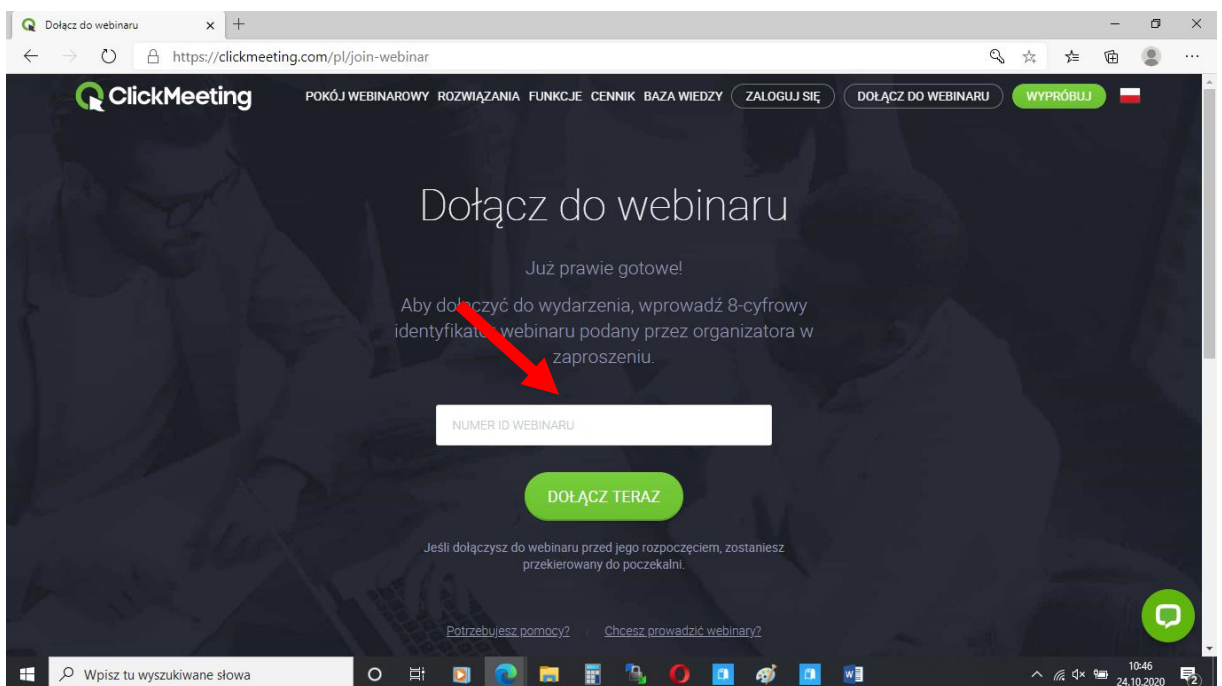 Dołącz do webinaru
https://clickmeeting.com/pl/join-webinar
ClickMeeting
POKÓJ WEBINAROWY ROZWIĄZANIA FUNKCJE CENNIK BAZA WIEDZY ZALOGUJ SIĘ DOŁĄCZ DO WEBINARU WYPRÓBUJ
Dołącz do webinaru
Już prawie gotowe!
Aby dołączyć do wydarzenia, wprowadź 8-cyfrowy
identyfikator webinaru podany przez organizatora w
zaproszeniu.
NUMER ID WEBINARU
DOŁĄCZ TERAZ
Jeśli dołączysz do webinaru przed jego rozpoczęciem, zostaniesz
przekierowany do poczekalni.
Potrzebujesz pomocy? Chcesz prowadzić webinary?
Wpisz tu wyszukiwane słowa
10:46
24.10.2020
2